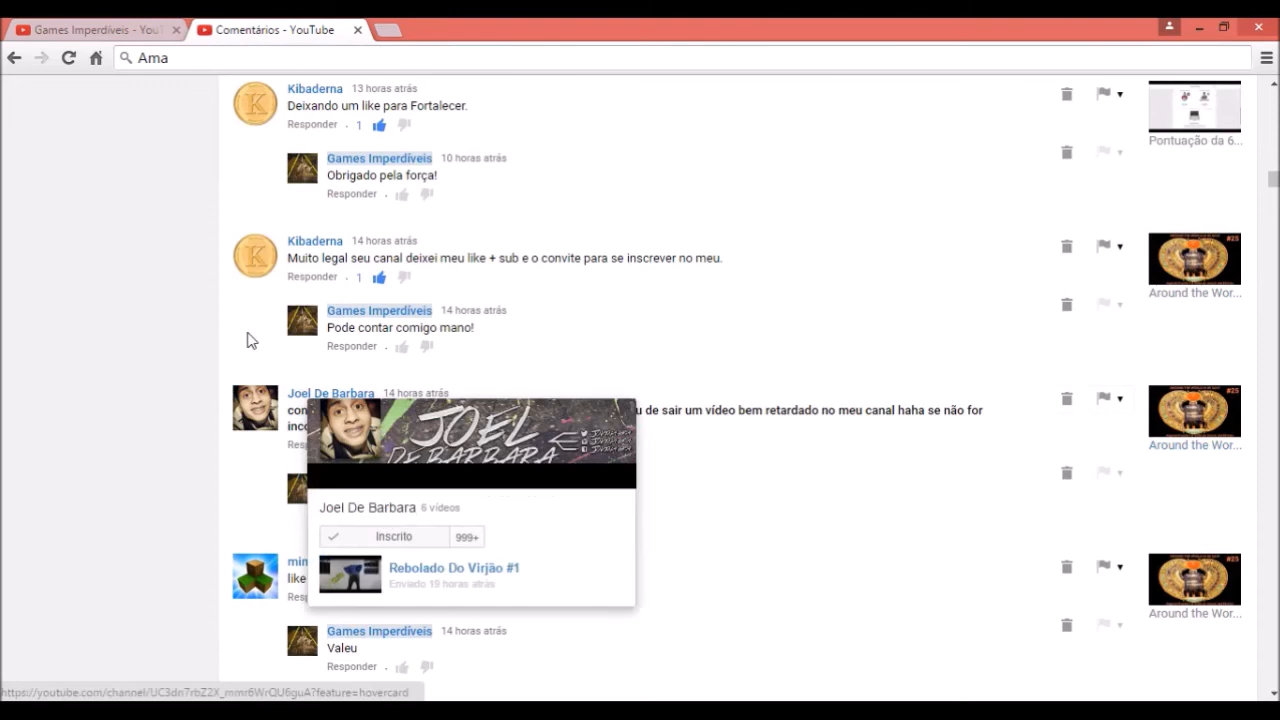 Games Imperdíveis - You
Comentários - YouTube
Ama
Kibaderna 13 horas atrás
Deixando um like para Fortalecer.
Responder . 1
Pontuação da 6...
Games Imperdíveis 10 horas atrás
Obrigado pela força!
Responder .
Kibaderna 14 horas atrás
Muito legal seu canal deixei meu like + sub e o convite para se inscrever no meu.
Responder . 1
#25
Around the Wor...
Games Imperdíveis 14 horas atrás
Pode contar comigo mano!
Responder .
Joel De Barbara 14 horas atrás
de sair um vídeo bem retardado no meu canal haha se não for
#25
Around the Wor...
JOEL
DE BARBARA
Joel De Barbara 6 vídeos
Inscrito 999+
Rebolado Do Virjão #1
Enviado 19 horas atrás
like
#25
Around the Wor...
Games Imperdíveis 14 horas atrás
Valeu
Responder .
https://youtube.com/channel/UC3dn7rbZ2X_mmr6WrQU6guA?feature=hovercard